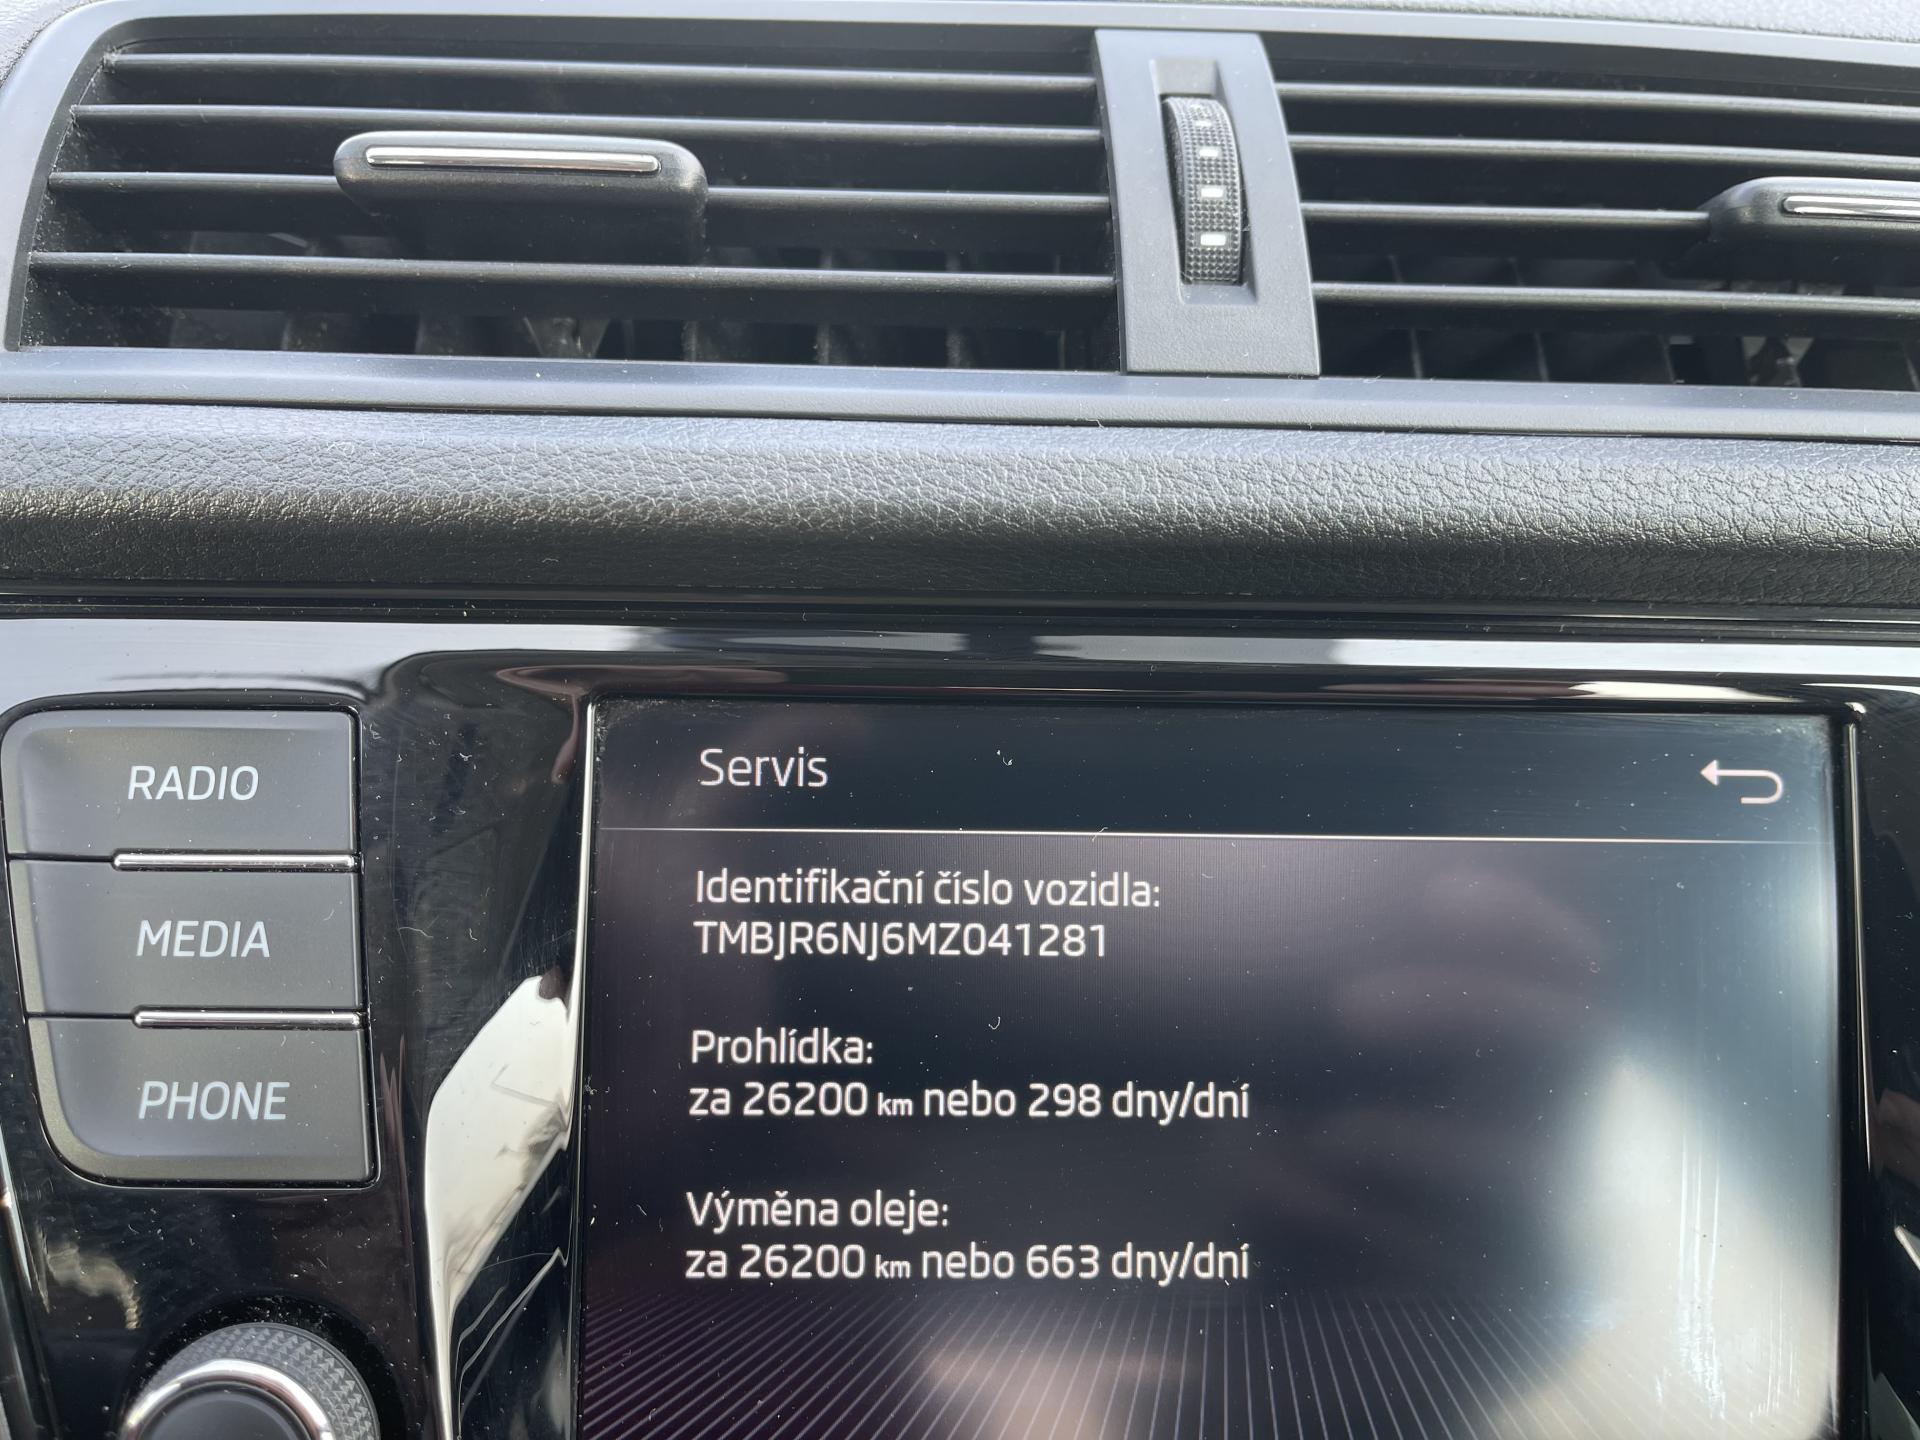 RADIO
MEDIA
PHONE
Servis
Identifikační číslo vozidla:
TMBJR6NJ6MZ041281
Prohlídka:
za 26200 km nebo 298 dny/dní
Výměna oleje:
za 26200 km nebo 663 dny/dní